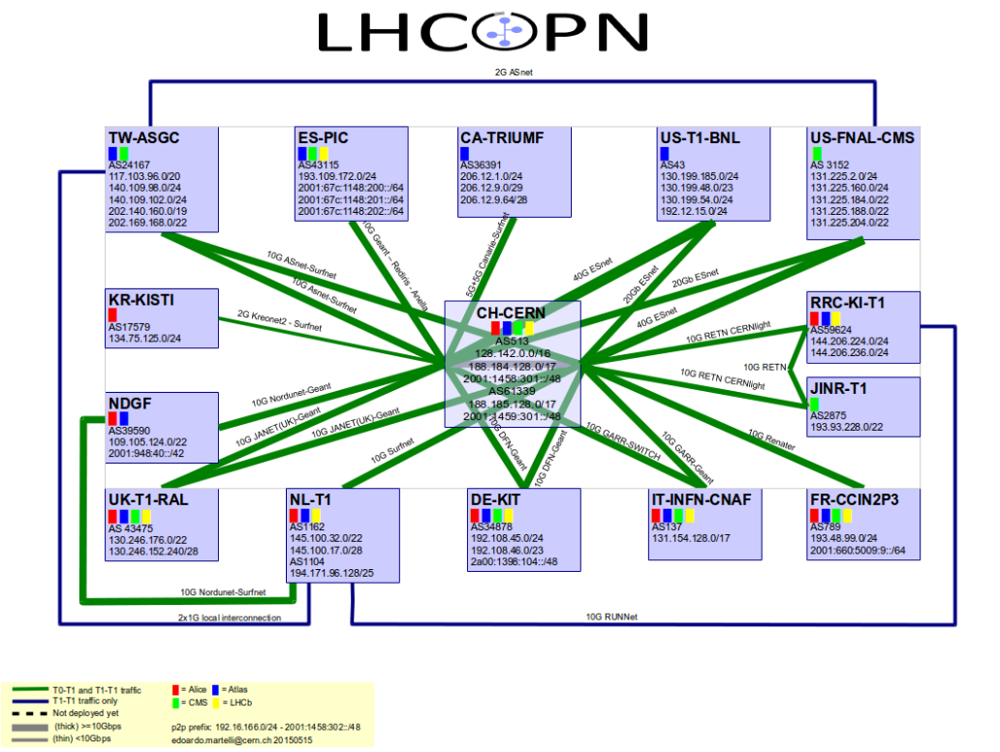 LHCOPN
2G ASnet
TW-ASGC
AS24167
117.103.96.0/20
140.109.98.0/24
140.109.102.0/24
202.140.160.0/19
202.169.168.0/22
ES-PIC
AS43115
193.109.172.0/24
2001:67c:1148:200::/64
2001:67c:1148:201::/64
2001:67c:1148:202::/64
CA-TRIUMF
AS36391
206.12.1.0/24
206.12.9.0/29
206.12.9.64/28
US-T1-BNL
AS43
130.199.185.0/24
130.199.48.0/23
130.199.54.0/24
192.12.15.0/24
US-FNAL-CMS
AS 3152
131.225.2.0/24
131.225.160.0/24
131.225.184.0/22
131.225.188.0/22
131.225.204.0/22
10G ASnet-Surfnet
10G Asnet-Surfnet
10G Geant – Rediris - Anella
5G+5G Canarie-Surfnet
40G ESnet
20Gb ESnet
20Gb ESnet
40G ESnet
KR-KISTI
AS17579
134.75.125.0/24
2G Kreonet2 - Surfnet
CH-CERN
AS513
128.142.0.0/16
188.184.128.0/17
2001:1458:301::/48
AS61339
188.185.128.0/17
2001:1459:301::/48
RRC-KI-T1
AS59624
144.206.224.0/24
144.206.236.0/24
10G RETN CERNlight
10G RETN
10G RETN CERNlight
JINR-T1
AS2875
193.93.228.0/22
NDGF
AS39590
109.105.124.0/22
2001:948:40::/42
10G Nordunet-Geant
10G JANET(UK)-Geant
10G JANET(UK)-Geant
10G Surfnet
10G DFN-Geant
10G DFN-Geant
10G GARR-SWITCH
10G GARR-Geant
10G Renater
UK-T1-RAL
AS 43475
130.246.176.0/22
130.246.152.240/28
NL-T1
AS1162
145.100.32.0/22
145.100.17.0/28
AS1104
194.171.96.128/25
DE-KIT
AS34878
192.108.45.0/24
192.108.46.0/23
2a00:1398:104::/48
IT-INFN-CNAF
AS137
131.154.128.0/17
FR-CCIN2P3
AS789
193.48.99.0/24
2001:660:5009:9::/64
10G Nordunet-Surfnet
2x1G local interconnection
10G RUNNet
T0-T1 and T1-T1 traffic
T1-T1 traffic only
Not deployed yet
(thick) >=10Gbps
(thin) <10Gbps
= Alice = Atlas
= CMS = LHCb
p2p prefix: 192.16.166.0/24 - 2001:1458:302::/48
edoardo.martelli@cern.ch 20150515